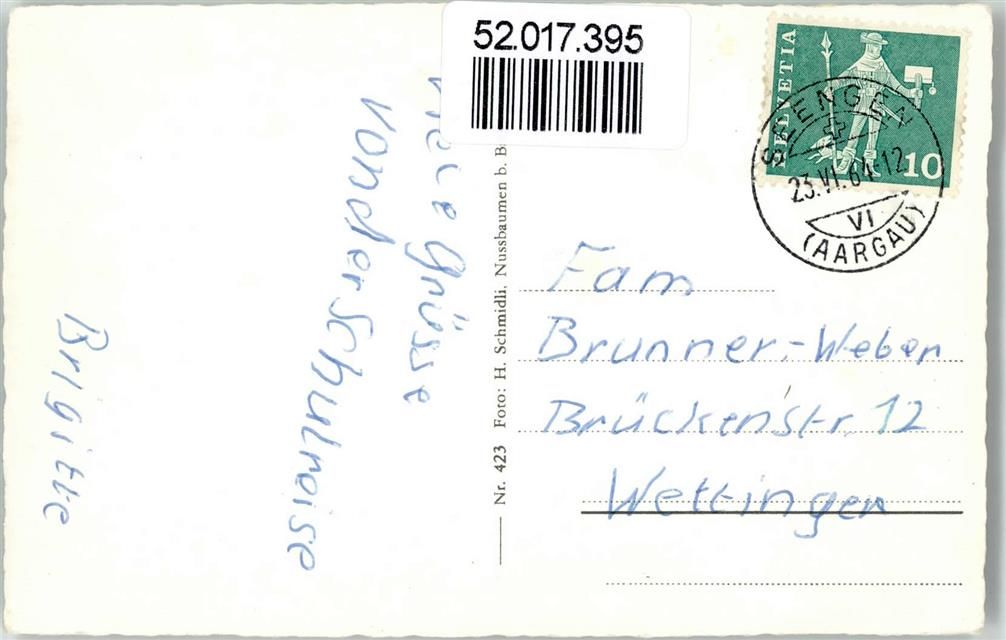 52.017.395
Viele Grüsse
von der Schulreise
Brigitte
Nr. 423 Foto: H. Schmidli, Nussbaumen b. B
HELVETIA
10
SEENGEN
23.VI.64-12
VI
(AARGAU)
Fam
Brunner-Weber
Brückenstr. 12
Wettingen